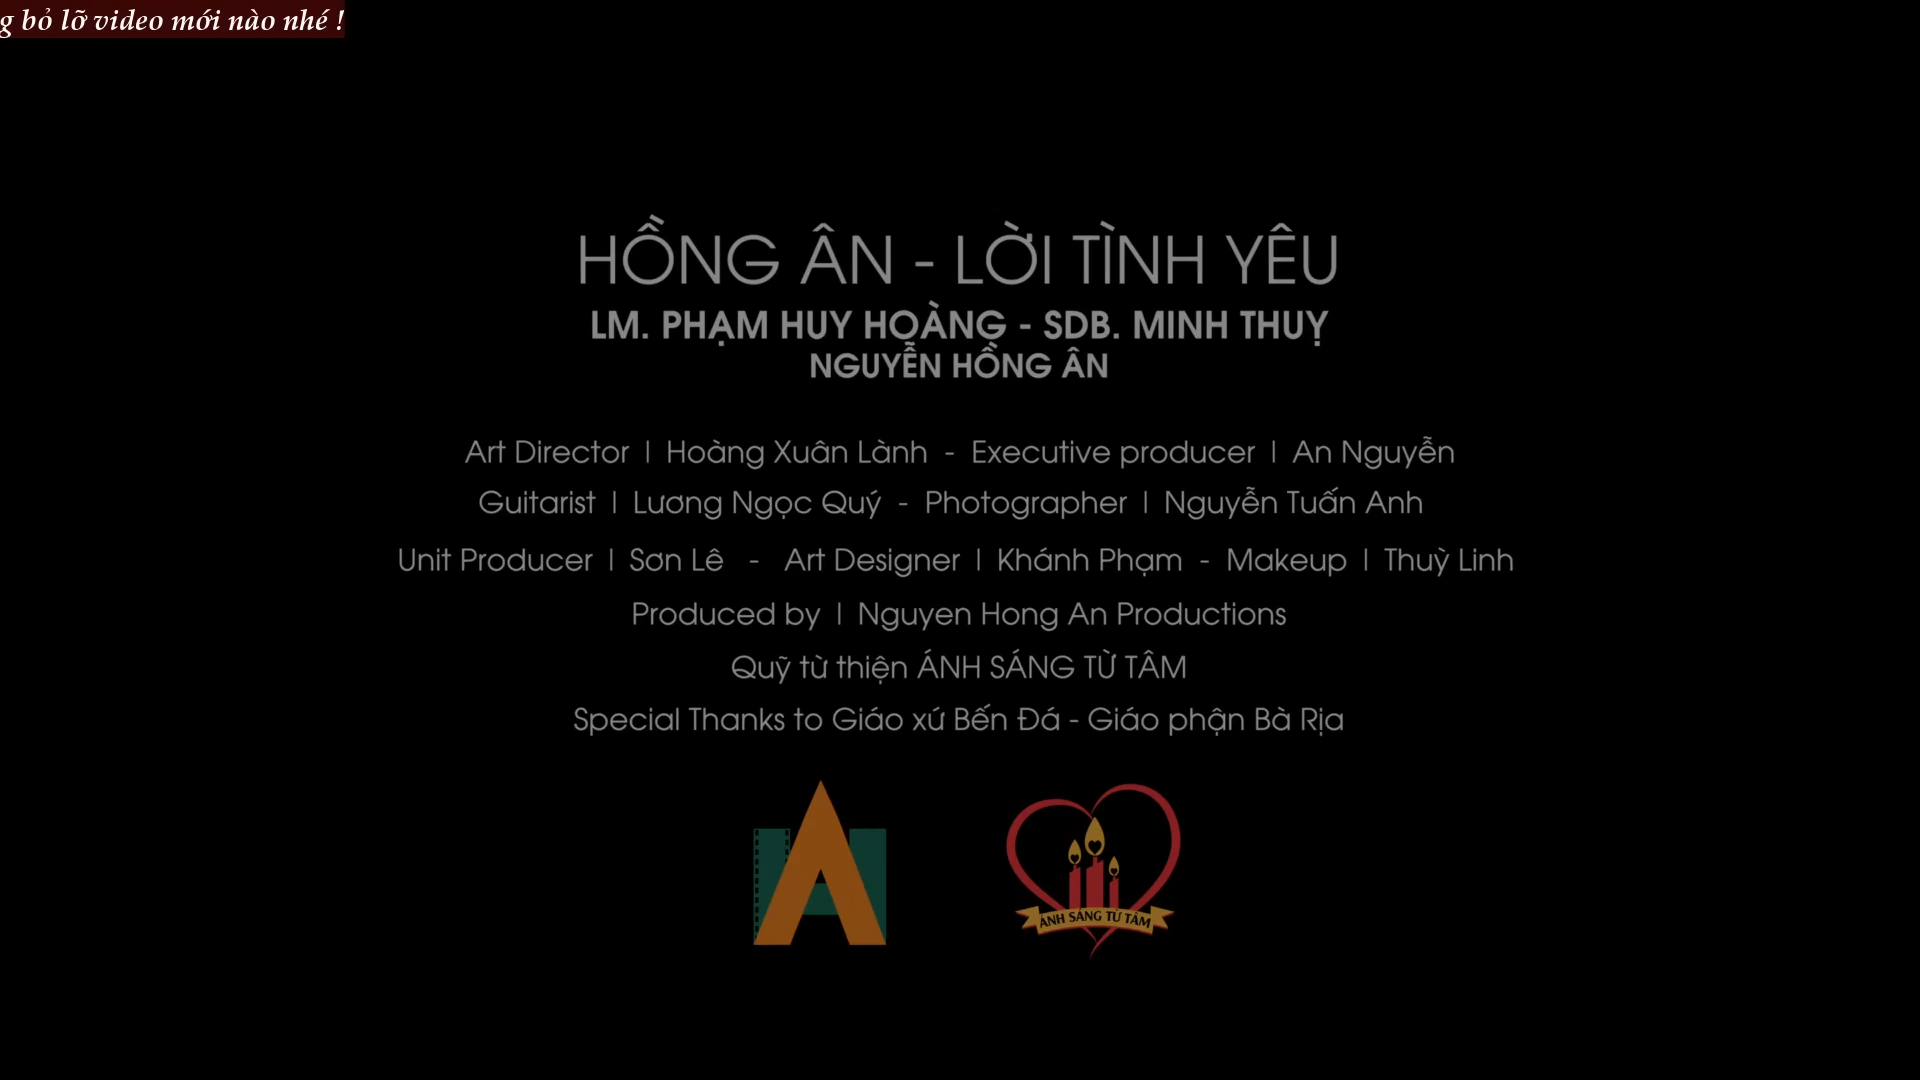 g bỏ lỡ video mới nào nhé !
HỒNG ÂN - LỜI TÌNH YÊU
LM. PHẠM HUY HOÀNG - SDB. MINH THUỴ
NGUYỄN HỒNG ÂN
Art Director | Hoàng Xuân Lành - Executive producer | An Nguyễn
Guitarist | Lương Ngọc Quý - Photographer | Nguyễn Tuấn Anh
Unit Producer | Sơn Lê - Art Designer | Khánh Phạm - Makeup | Thuỳ Linh
Produced by | Nguyen Hong An Productions
Quỹ từ thiện ÁNH SÁNG TỪ TÂM
Special Thanks to Giáo xứ Bến Đá - Giáo phận Bà Rịa
ÁNH SÁNG TỪ TÂM